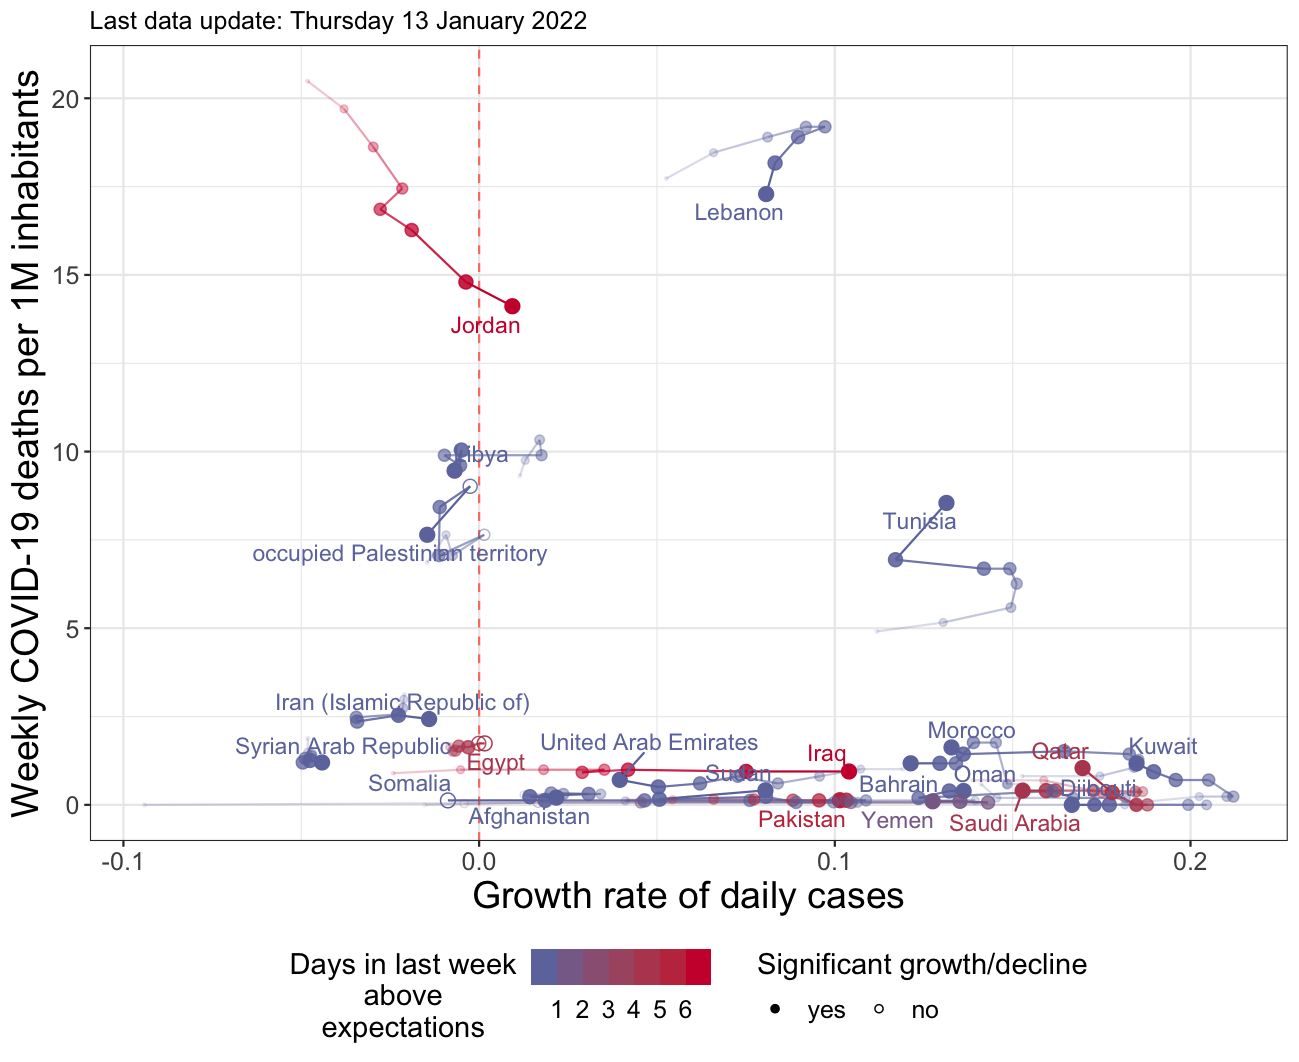 Last data update: Thursday 13 January 2022
Weekly COVID-19 deaths per 1M inhabitants
20
15
10
5
0
Lebanon
Jordan
Libya
Tunisia
occupied Palestinian territory
Iran (Islamic Republic of)
Syrian Arab Republic
Egypt
United Arab Emirates
Iraq
Morocco
Qatar
Kuwait
Somalia
Sudan
Bahrain
Oman
Djibouti
Afghanistan
Pakistan
Yemen
Saudi Arabia
-0.1
0.0
0.1
0.2
Growth rate of daily cases
Days in last week
above
expectations
1 2 3 4 5 6
Significant growth/decline
yes
no